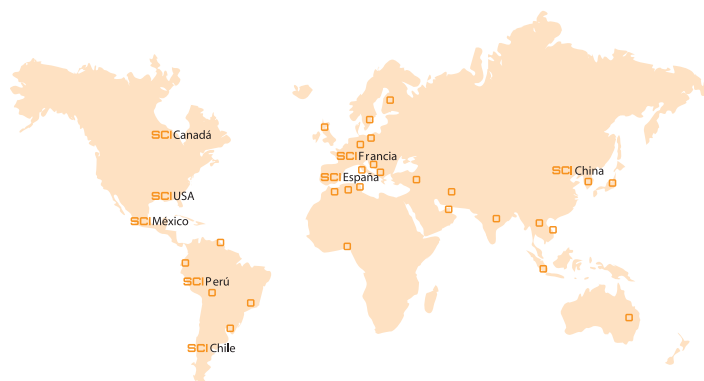 SCI Canadá
SCI Francia
SCI China
SCI España
SCI USA
SCI México
SCI Perú
SCI Chile